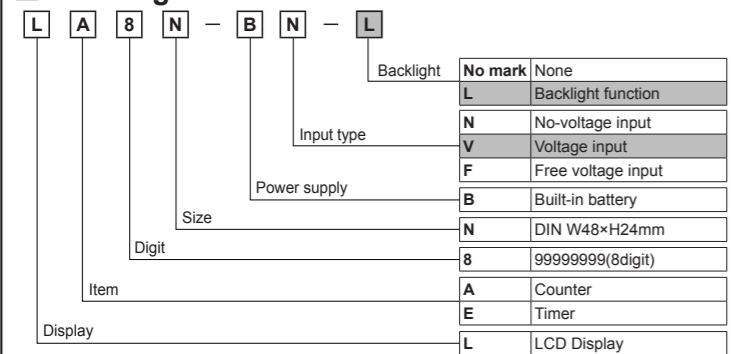 L A 8 N - B N - L
Backlight No mark None
L Backlight function
Input type N No-voltage input
V Voltage input
F Free voltage input
Power supply B Built-in battery
Size N DIN W48×H24mm
Digit 8 99999999(8digit)
Item A Counter
E Timer
Display L LCD Display